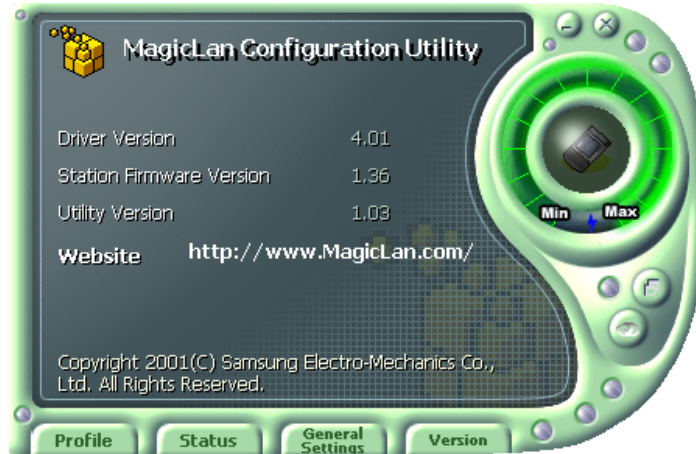 MagicLan Configuration Utility
Driver Version 4.01
Station Firmware Version 1.36
Utility Version 1.03
Min Max
Website http://www.MagicLan.com/
Copyright 2001(C) Samsung Electro-Mechanics Co.,
Ltd. All Rights Reserved.
Profile Status General Settings Version